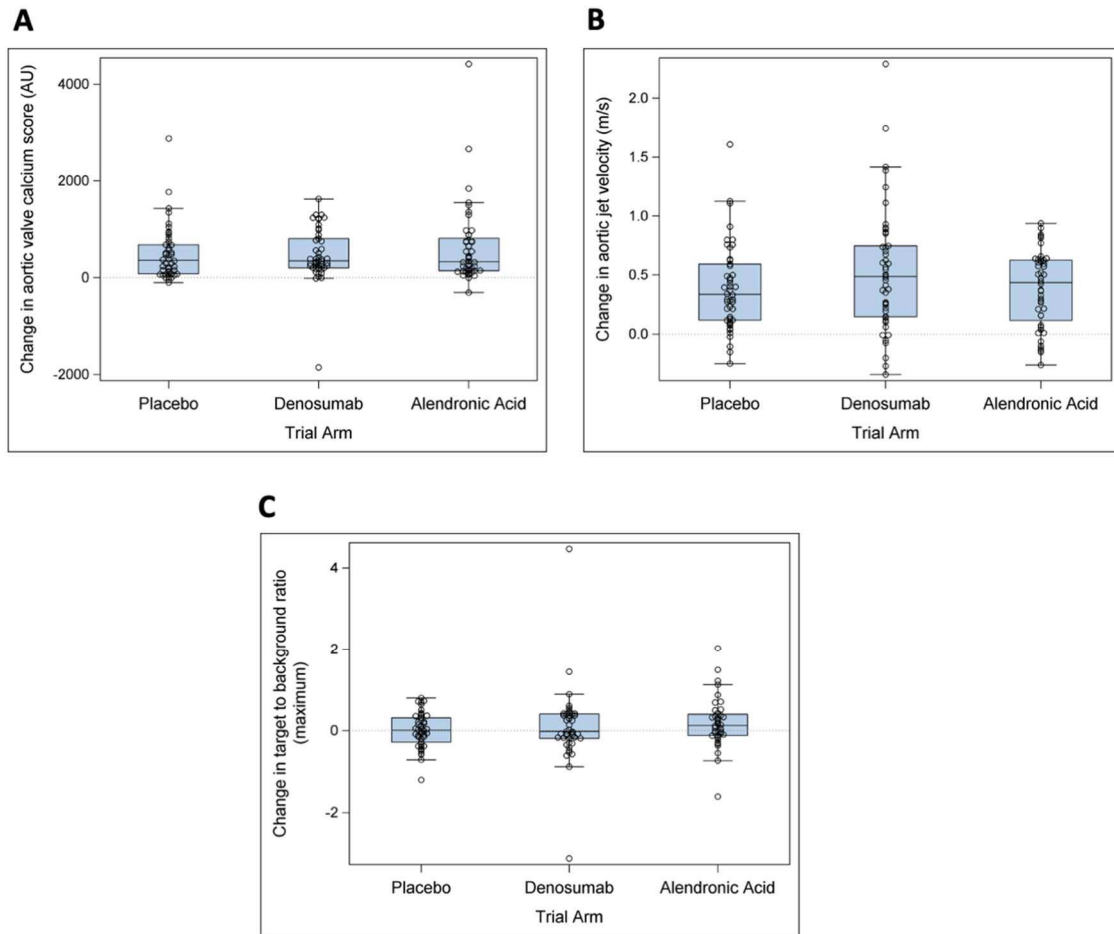 A
Change in aortic valve calcium score (AU)
4000
2000
0
-2000
Placebo
Denosumab
Alendronic Acid
Trial Arm
B
Change in aortic jet velocity (m/s)
2.0
1.5
1.0
0.5
0.0
Placebo
Denosumab
Alendronic Acid
Trial Arm
C
Change in target to background ratio
(maximum)
4
2
0
-2
Placebo
Denosumab
Alendronic Acid
Trial Arm